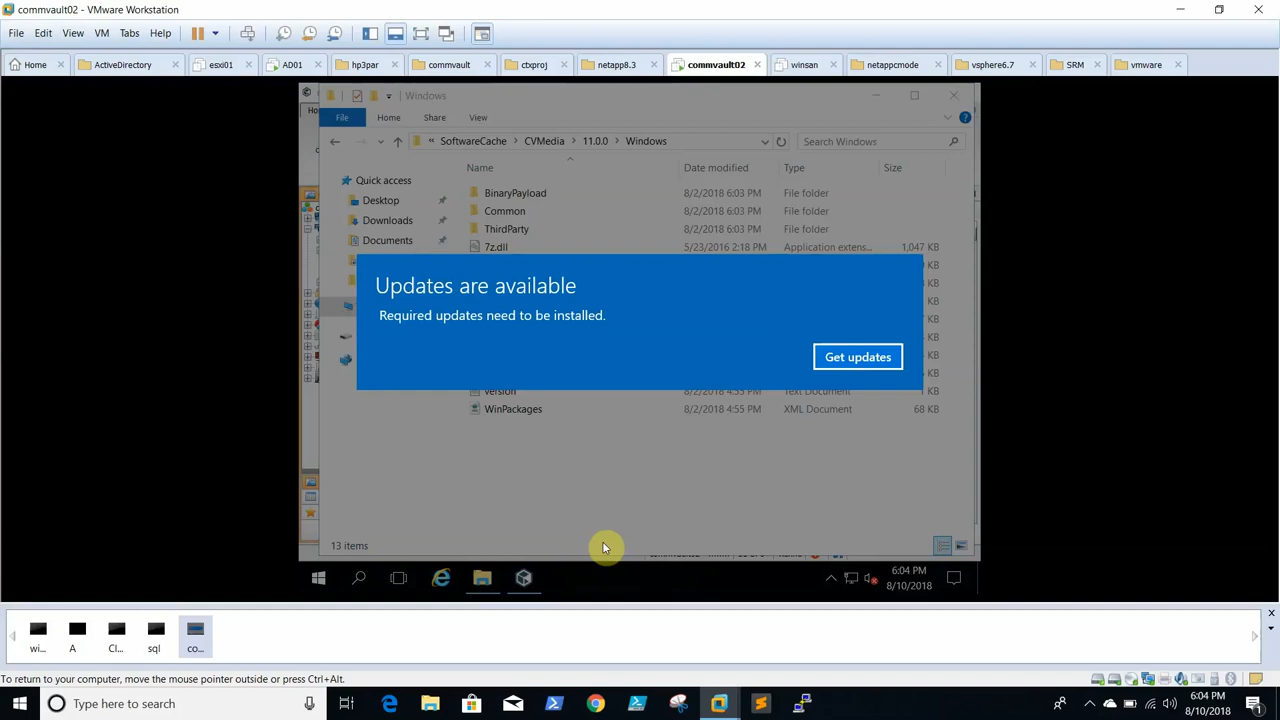 commvault02 - VMware Workstation
File Edit View VM Tabs Help
Home ActiveDirectory esxi01 AD01 hp3par commvault ctxproj netapp8.3 commvault02 winsan netappcmode vsphere6.7 SRM vmware
Windows
File Home Share View
« SoftwareCache CVMedia 11.0.0 Windows Search Windows
Name Date modified Type Size
Quick access
BinaryPayload 8/2/2018 6:03 PM File folder
Desktop
Common 8/2/2018 6:03 PM File folder
Downloads
ThirdParty 8/2/2018 6:03 PM File folder
Documents
7z.dll 5/23/2016 2:18 PM Application extens... 1,047 KB
KB
KB
KB
KB
KB
KB
KB
Updates are available
Required updates need to be installed.
Get updates
version 8/2/2018 4:55 PM Text Document 1 KB
WinPackages 8/2/2018 4:55 PM XML Document 68 KB
13 items
6:04 PM
8/10/2018
wi... A Cl... sql co...
To return to your computer, move the mouse pointer outside or press Ctrl+Alt.
Type here to search
6:04 PM
8/10/2018
1